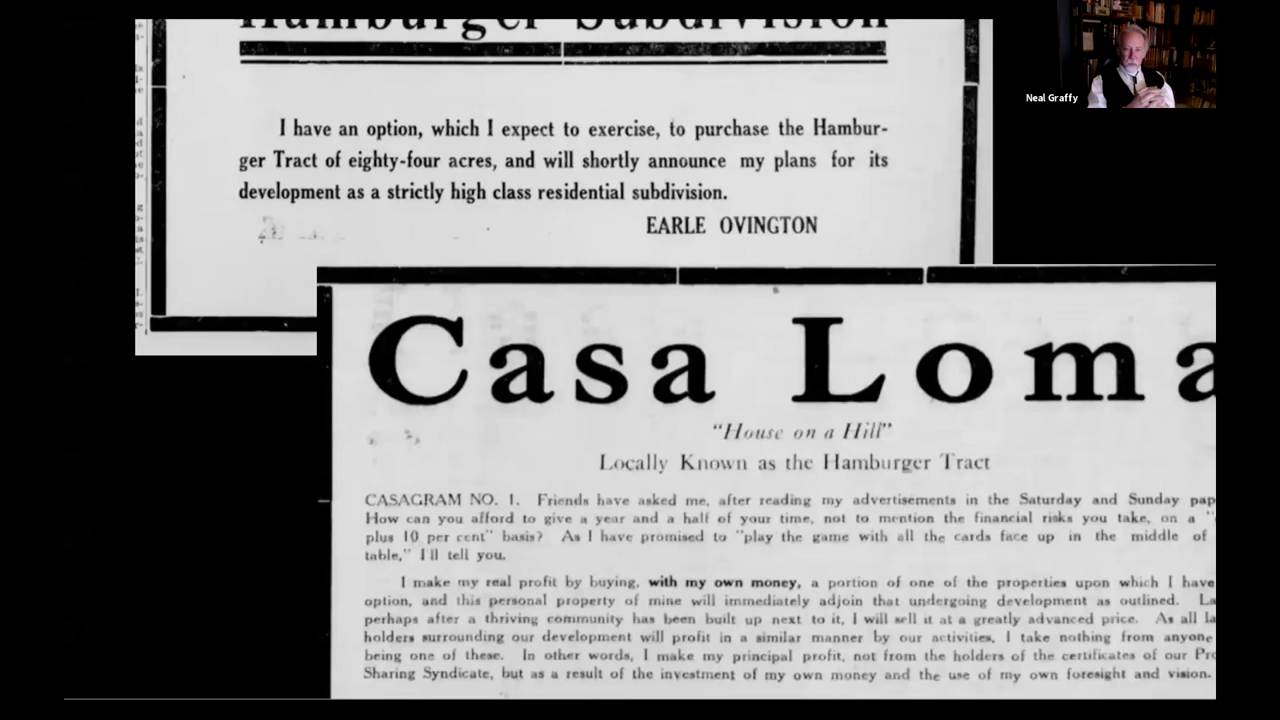 Hamburger Subdivision
I have an option, which I expect to exercise, to purchase the Hambur-
ger Tract of eighty-four acres, and will shortly announce my plans for its
development as a strictly high class residential subdivision.
EARLE OVINGTON
Neal Graffy
Casa Loma
"House on a Hill"
Locally Known as the Hamburger Tract
CASAGRAM NO. 1. Friends have asked me, after reading my advertisements in the Saturday and Sunday pap
How can you afford to give a year and a half of your time, not to mention the financial risks you take, on a "
plus 10 per cent" basis? As I have promised to "play the game with all the cards face up in the middle of
table," I'll tell you.
I make my real profit by buying, with my own money, a portion of one of the properties upon which I have
option, and this personal property of mine will immediately adjoin that undergoing development as outlined. La
perhaps after a thriving community has been built up next to it, I will sell it at a greatly advanced price. As all la
holders surrounding our development will profit in a similar manner by our activities, I take nothing from anyone
being one of these. In other words, I make my principal profit, not from the holders of the certificates of our Pro
Sharing Syndicate, but as a result of the investment of my own money and the use of my own foresight and vision.